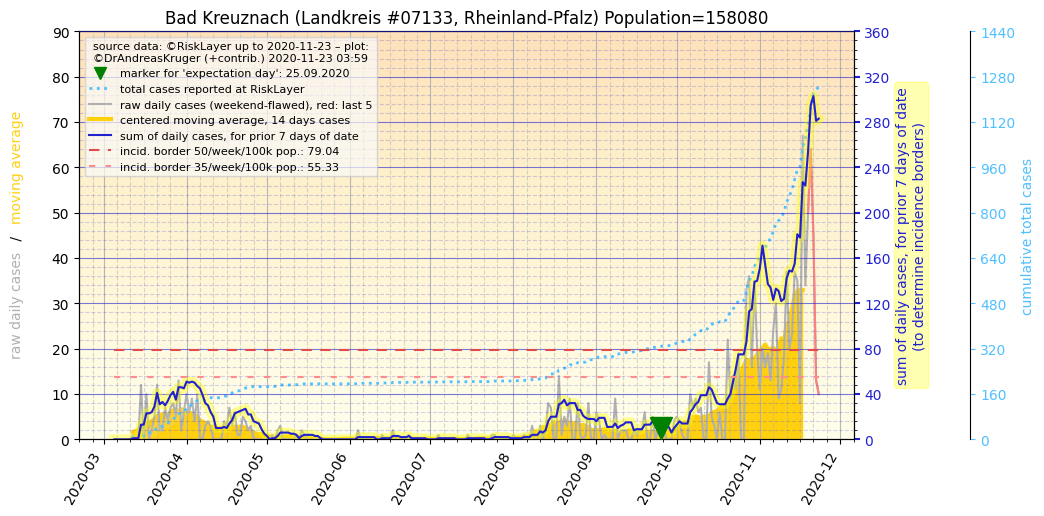 Bad Kreuznach (Landkreis #07133, Rheinland-Pfalz) Population=158080
source data: ©RiskLayer up to 2020-11-23 – plot:
©DrAndreasKruger (+contrib.) 2020-11-23 03:59
marker for 'expectation day': 25.09.2020
total cases reported at RiskLayer
raw daily cases (weekend-flawed), red: last 5
centered moving average, 14 days cases
sum of daily cases, for prior 7 days of date
incid. border 50/week/100k pop.: 79.04
incid. border 35/week/100k pop.: 55.33
raw daily cases / moving average
90
80
70
60
50
40
30
20
10
0
360
320
280
240
200
160
120
80
40
0
sum of daily cases, for prior 7 days of date
(to determine incidence borders)
1440
1280
1120
960
800
640
480
320
160
0
cumulative total cases
2020-03
2020-04
2020-05
2020-06
2020-07
2020-08
2020-09
2020-10
2020-11
2020-12